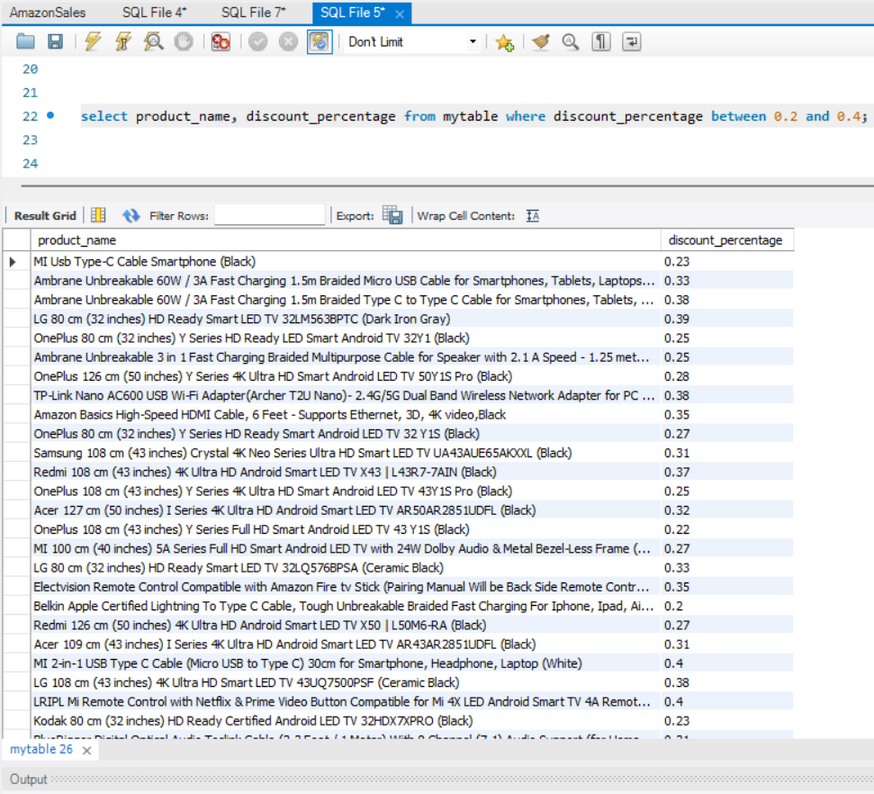 AmazonSales SQL File 4* SQL File 7* SQL File 5*
Don't Limit
20
21
22 select product_name, discount_percentage from mytable where discount_percentage between 0.2 and 0.4;
23
24
Result Grid Filter Rows: Export: Wrap Cell Content:
product_name discount_percentage
MI Usb Type-C Cable Smartphone (Black) 0.23
Ambrane Unbreakable 60W / 3A Fast Charging 1.5m Braided Micro USB Cable for Smartphones, Tablets, Laptops... 0.33
Ambrane Unbreakable 60W / 3A Fast Charging 1.5m Braided Type C to Type C Cable for Smartphones, Tablets, ... 0.38
LG 80 cm (32 inches) HD Ready Smart LED TV 32LM563BPTC (Dark Iron Gray) 0.39
OnePlus 80 cm (32 inches) Y Series HD Ready LED Smart Android TV 32Y1 (Black) 0.25
Ambrane Unbreakable 3 in 1 Fast Charging Braided Multipurpose Cable for Speaker with 2.1 A Speed - 1.25 met... 0.25
OnePlus 126 cm (50 inches) Y Series 4K Ultra HD Smart Android LED TV 50Y1S Pro (Black) 0.28
TP-Link Nano AC600 USB Wi-Fi Adapter(Archer T2U Nano)- 2.4G/5G Dual Band Wireless Network Adapter for PC ... 0.38
Amazon Basics High-Speed HDMI Cable, 6 Feet - Supports Ethernet, 3D, 4K video,Black 0.35
OnePlus 80 cm (32 inches) Y Series HD Ready Smart Android LED TV 32 Y1S (Black) 0.27
Samsung 108 cm (43 inches) Crystal 4K Neo Series Ultra HD Smart LED TV UA43AUE65AKXXL (Black) 0.31
Redmi 108 cm (43 inches) 4K Ultra HD Android Smart LED TV X43 | L43R7-7AIN (Black) 0.37
OnePlus 108 cm (43 inches) Y Series 4K Ultra HD Smart Android LED TV 43Y1S Pro (Black) 0.25
Acer 127 cm (50 inches) I Series 4K Ultra HD Android Smart LED TV AR50AR2851UDFL (Black) 0.32
OnePlus 108 cm (43 inches) Y Series Full HD Smart Android LED TV 43 Y1S (Black) 0.22
MI 100 cm (40 inches) 5A Series Full HD Smart Android LED TV with 24W Dolby Audio & Metal Bezel-Less Frame (... 0.27
LG 80 cm (32 inches) HD Ready Smart LED TV 32LQ576BPSA (Ceramic Black) 0.33
Electvision Remote Control Compatible with Amazon Fire tv Stick (Pairing Manual Will be Back Side Remote Contr... 0.35
Belkin Apple Certified Lightning To Type C Cable, Tough Unbreakable Braided Fast Charging For Iphone, Ipad, Ai... 0.2
Redmi 126 cm (50 inches) 4K Ultra HD Android Smart LED TV X50 | L50M6-RA (Black) 0.27
Acer 109 cm (43 inches) I Series 4K Ultra HD Android Smart LED TV AR43AR2851UDFL (Black) 0.31
MI 2-in-1 USB Type C Cable (Micro USB to Type C) 30cm for Smartphone, Headphone, Laptop (White) 0.4
LG 108 cm (43 inches) 4K Ultra HD Smart LED TV 43UQ7500PSF (Ceramic Black) 0.38
LRIPL Mi Remote Control with Netflix & Prime Video Button Compatible for Mi 4X LED Android Smart TV 4A Remot... 0.4
Kodak 80 cm (32 inches) HD Ready Certified Android LED TV 32HDX7XPRO (Black) 0.23
mytable 26
Output